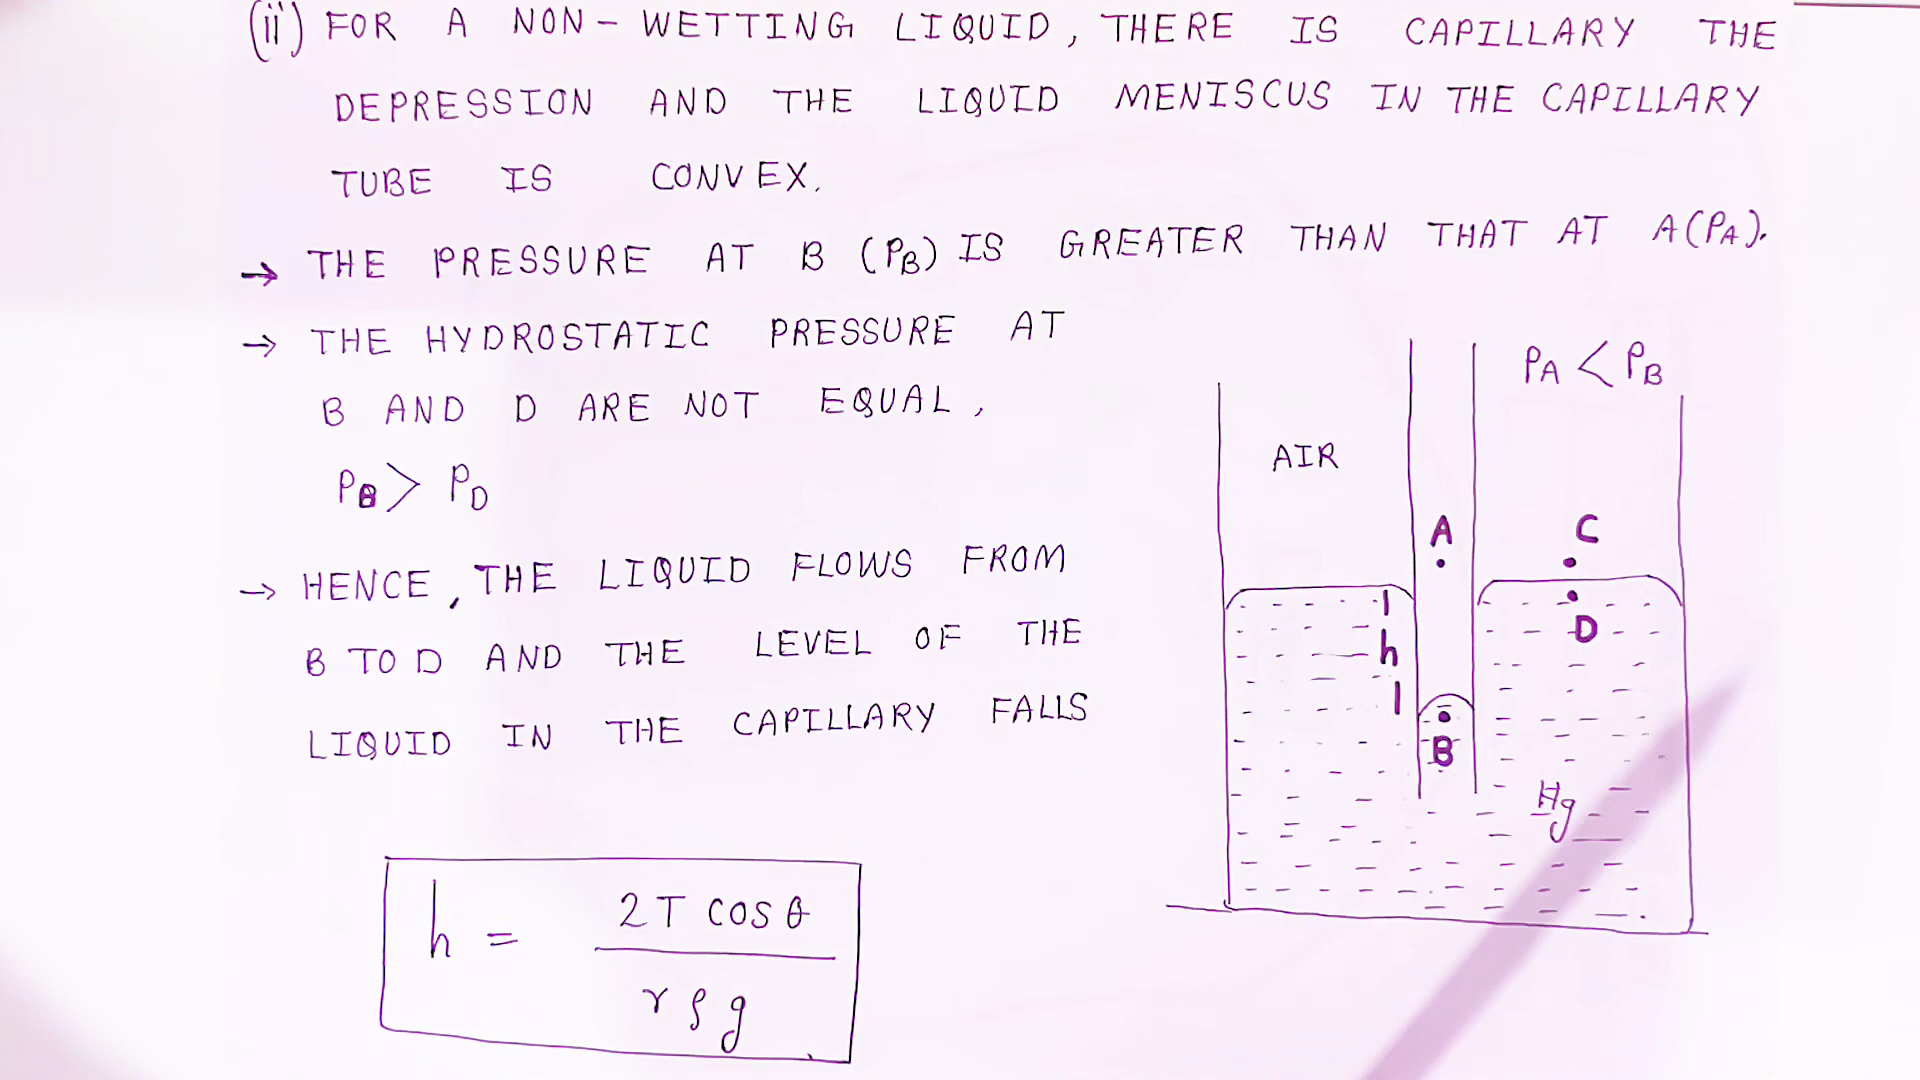 (ii) FOR A NON - WETTING LIQUID, THERE IS CAPILLARY THE
DEPRESSION AND THE LIQUID MENISCUS IN THE CAPILLARY
TUBE IS CONVEX.
→ THE PRESSURE AT B (PB) IS GREATER THAN THAT AT A (PA).
→ THE HYDROSTATIC PRESSURE AT
B AND D ARE NOT EQUAL,
PB > PD
→ HENCE, THE LIQUID FLOWS FROM
B TO D AND THE LEVEL OF THE
LIQUID IN THE CAPILLARY FALLS
h = 2T cos θ / r ρ g
PA < PB
AIR
A
C
D
h
B
Hg